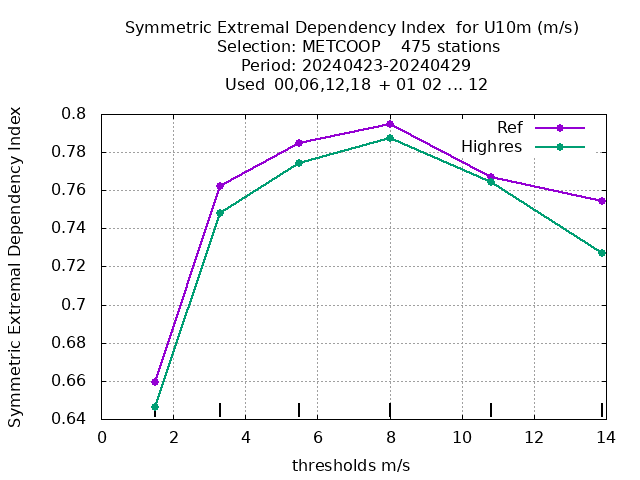 Symmetric Extremal Dependency Index  for U10m (m/s)
Selection: METCOOP    475 stations
Period: 20240423-20240429
Used  00,06,12,18  + 01 02 ... 12
Symmetric Extremal Dependency Index
0.8
0.78
0.76
0.74
0.72
0.7
0.68
0.66
0.64
Ref
Highres
0 2 4 6 8 10 12 14
thresholds m/s